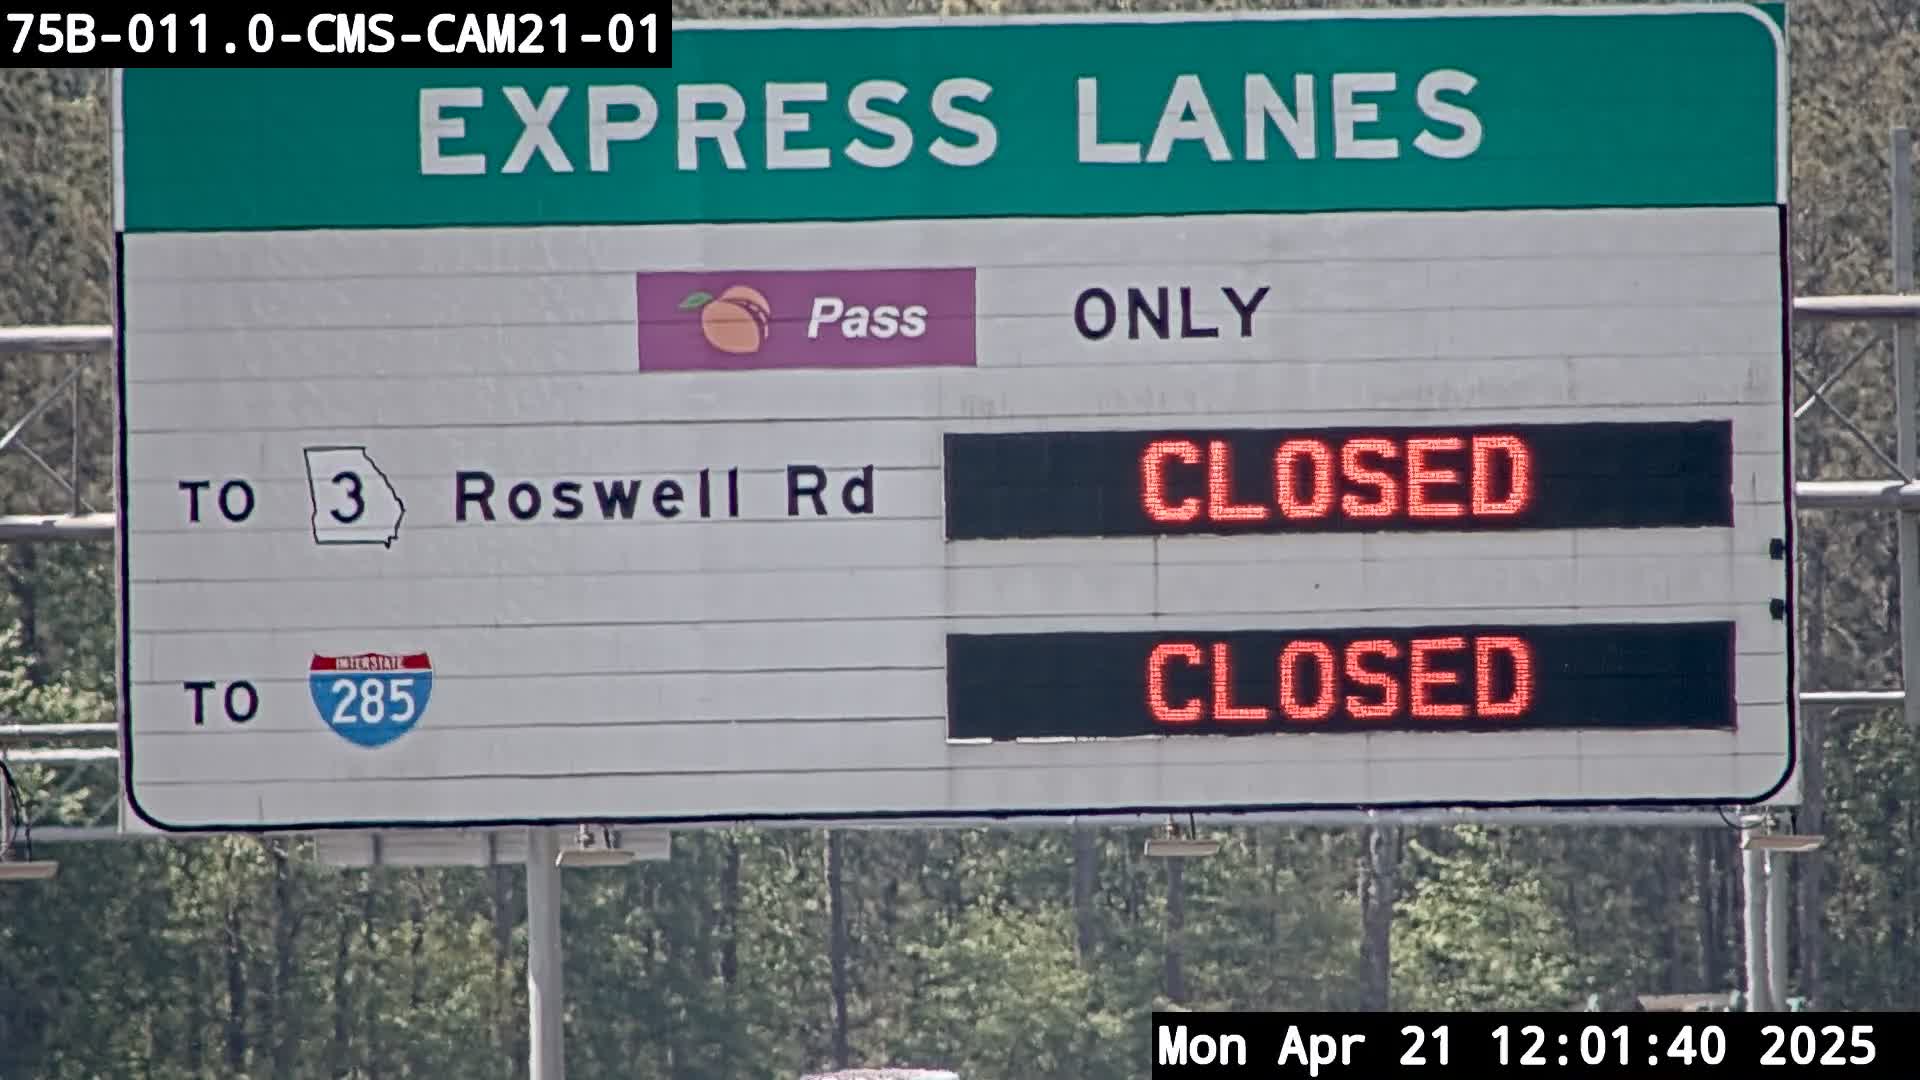 75B-011.0-CMS-CAM21-01
EXPRESS LANES
Pass ONLY
TO 3 Roswell Rd CLOSED
TO INTERSTATE 285 CLOSED
Mon Apr 21 12:01:40 2025